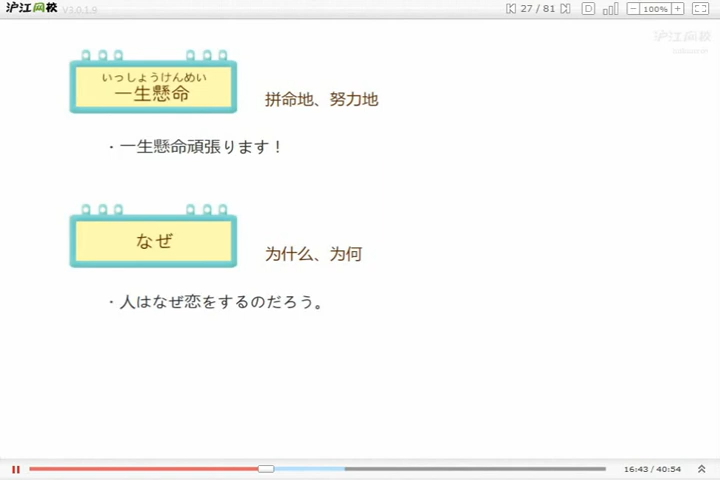 沪江网校 V3.0.1.9
27 / 81
D
100%
沪江网校
いっしょうけんめい
一生懸命
拼命地、努力地
・一生懸命頑張ります！
なぜ
为什么、为何
・人はなぜ恋をするのだろう。
16:43 / 40:54